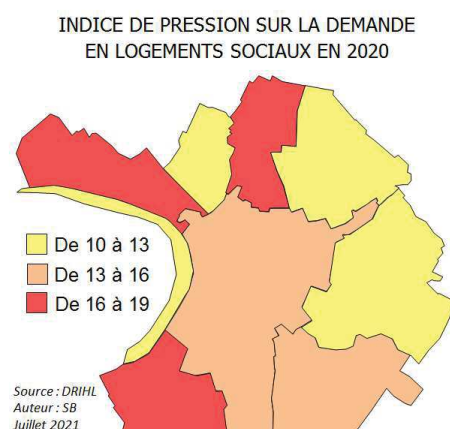 INDICE DE PRESSION SUR LA DEMANDE
EN LOGEMENTS SOCIAUX EN 2020
De 10 à 13
De 13 à 16
De 16 à 19
Source : DRIHL
Auteur : SB
Juillet 2021